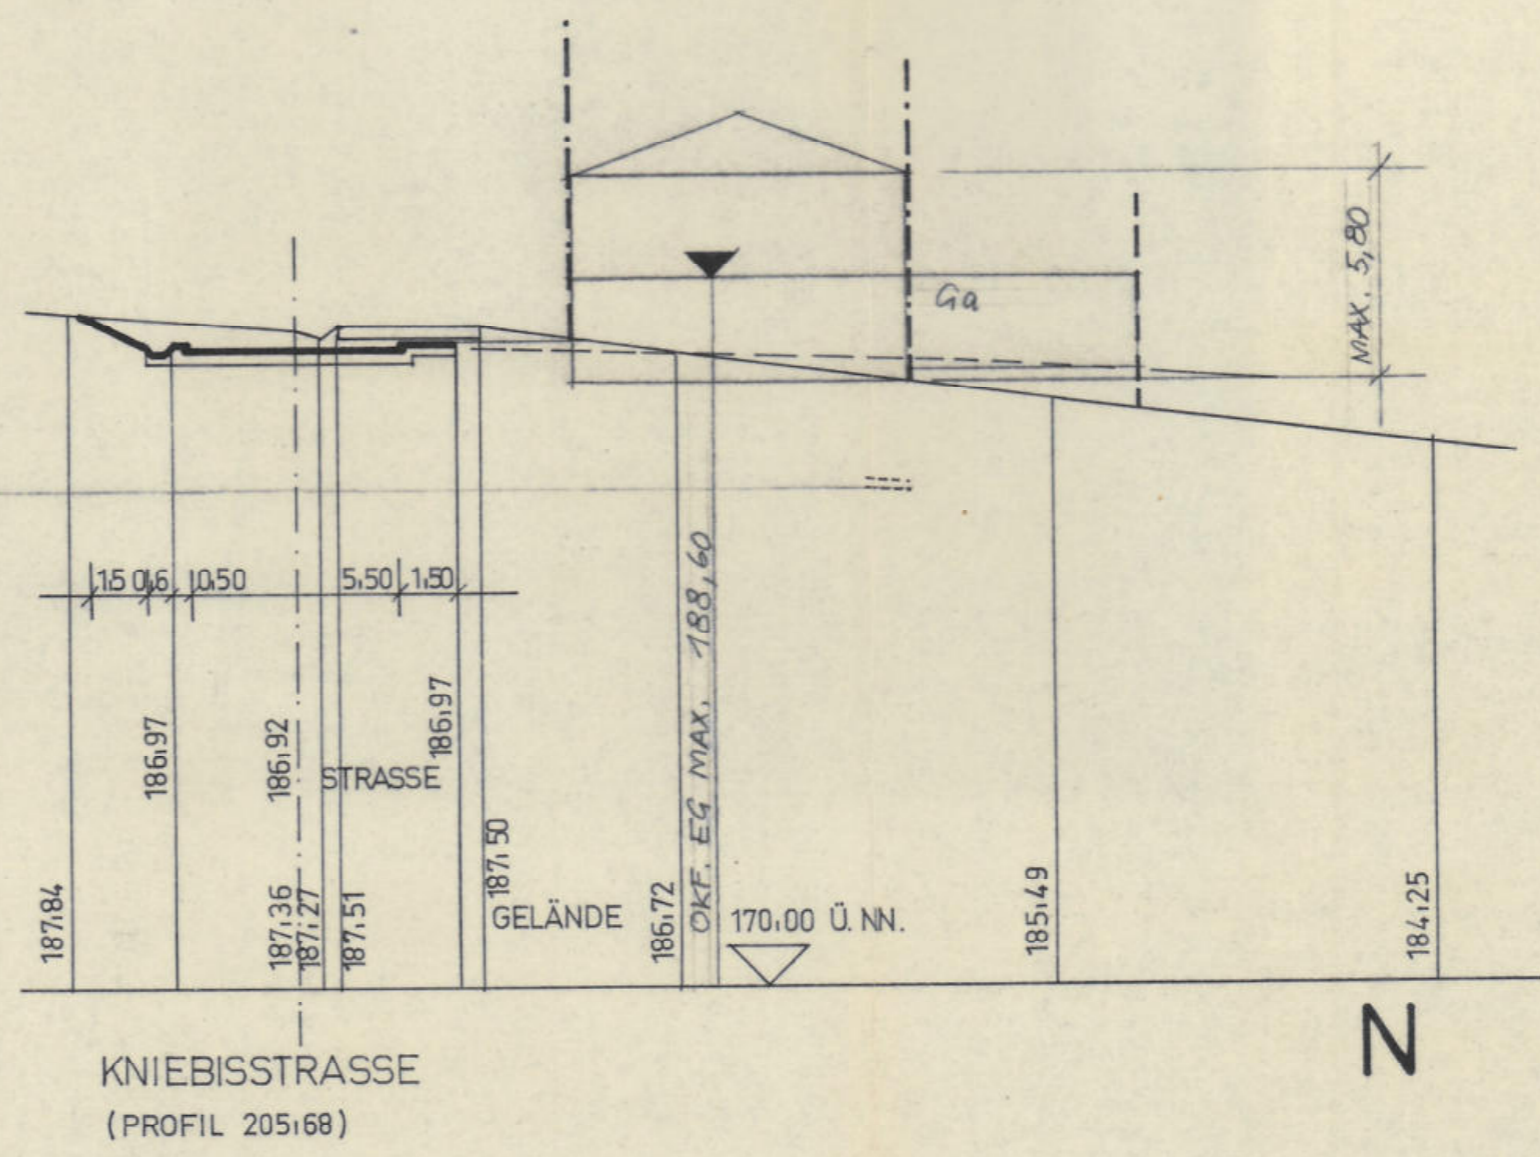 Ga
MAX. 5,80
1,5 0,6 0,50 5,50 1,50
OKF. EG MAX. 188,60
186,97
186,92
STRASSE
186,97
187,84
187,36
187,27
187,51
187,50
GELÄNDE
186,72
170,00 Ü. NN.
185,49
184,25
N
KNIEBISSTRASSE
(PROFIL 205,68)